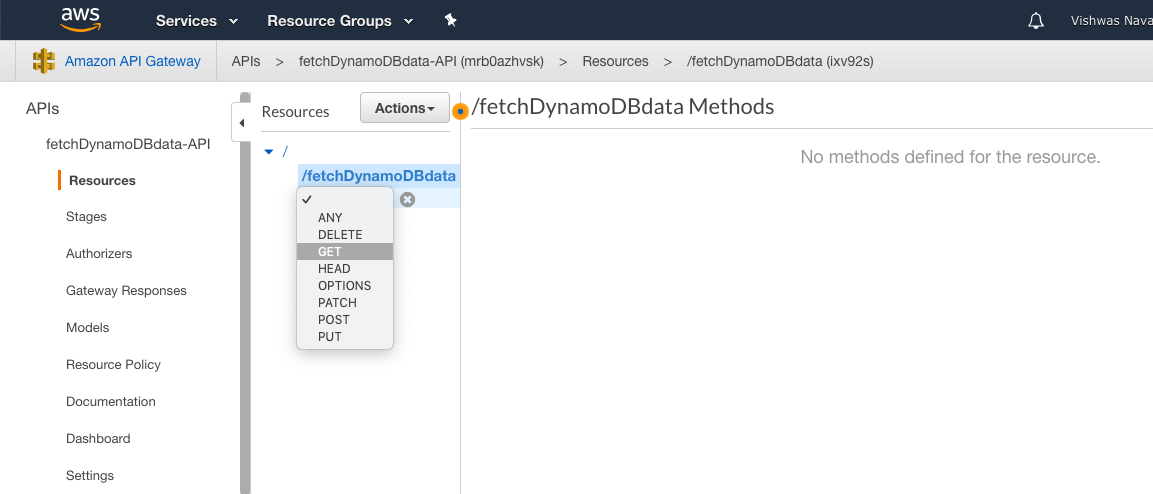 aws
Services
Resource Groups
Vishwas Nava
Amazon API Gateway
APIs > fetchDynamoDBdata-API (mrb0azhvsk) > Resources > /fetchDynamoDBdata (ixv92s)
APIs
fetchDynamoDBdata-API
Resources
Stages
Authorizers
Gateway Responses
Models
Resource Policy
Documentation
Dashboard
Settings
Resources
Actions
/
/fetchDynamoDBdata
ANY
DELETE
GET
HEAD
OPTIONS
PATCH
POST
PUT
/fetchDynamoDBdata Methods
No methods defined for the resource.